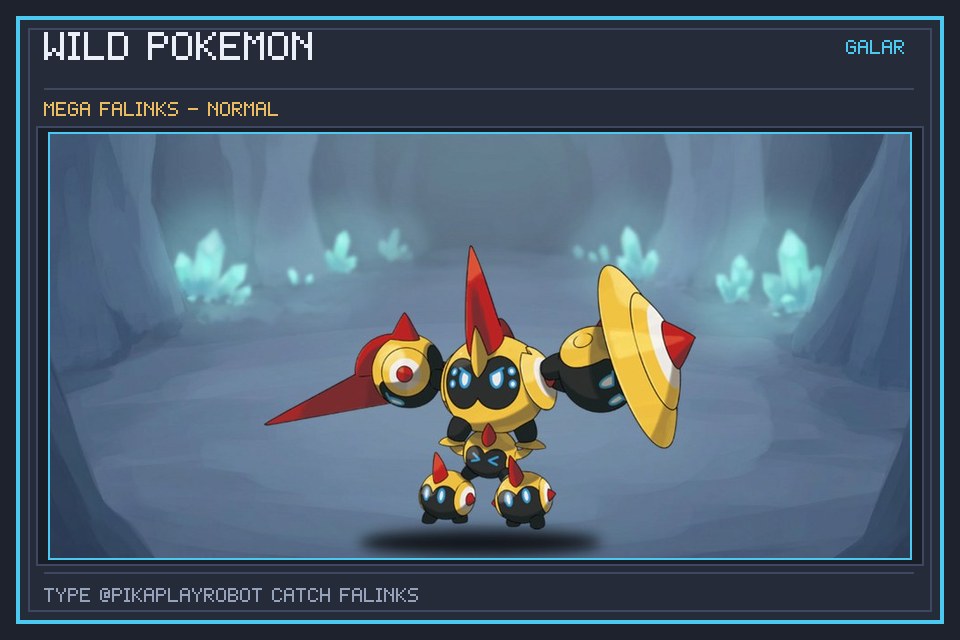 WILD POKEMON
GALAR
MEGA FALINKS - NORMAL
TYPE @PIKAPLAYROBOT CATCH FALINKS